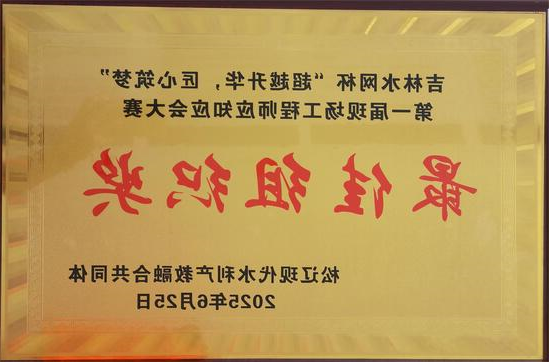 吉林水网杯“超越升华，匠心筑梦”
第一届现场工程师应知应会大赛
最佳组织奖
松辽现代水利产教融合共同体
2025年6月25日